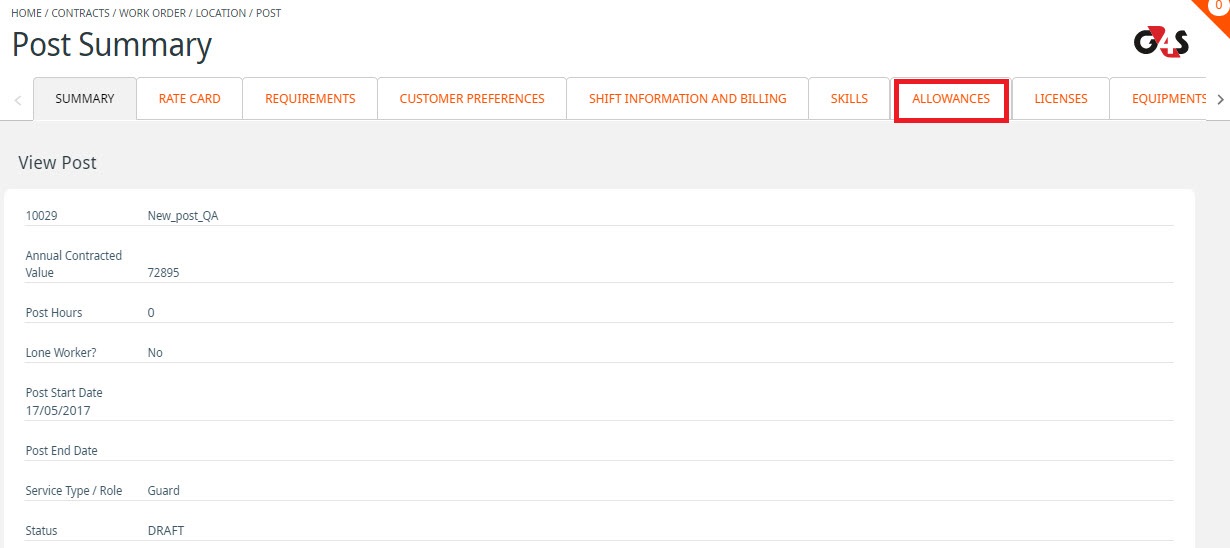 HOME / CONTRACTS / WORK ORDER / LOCATION / POST
0
Post Summary
G4S
SUMMARY RATE CARD REQUIREMENTS CUSTOMER PREFERENCES SHIFT INFORMATION AND BILLING SKILLS ALLOWANCES LICENSES EQUIPMENTS
View Post
10029 New_post_QA
Annual Contracted
Value 72895
Post Hours 0
Lone Worker? No
Post Start Date
17/05/2017
Post End Date
Service Type / Role Guard
Status DRAFT